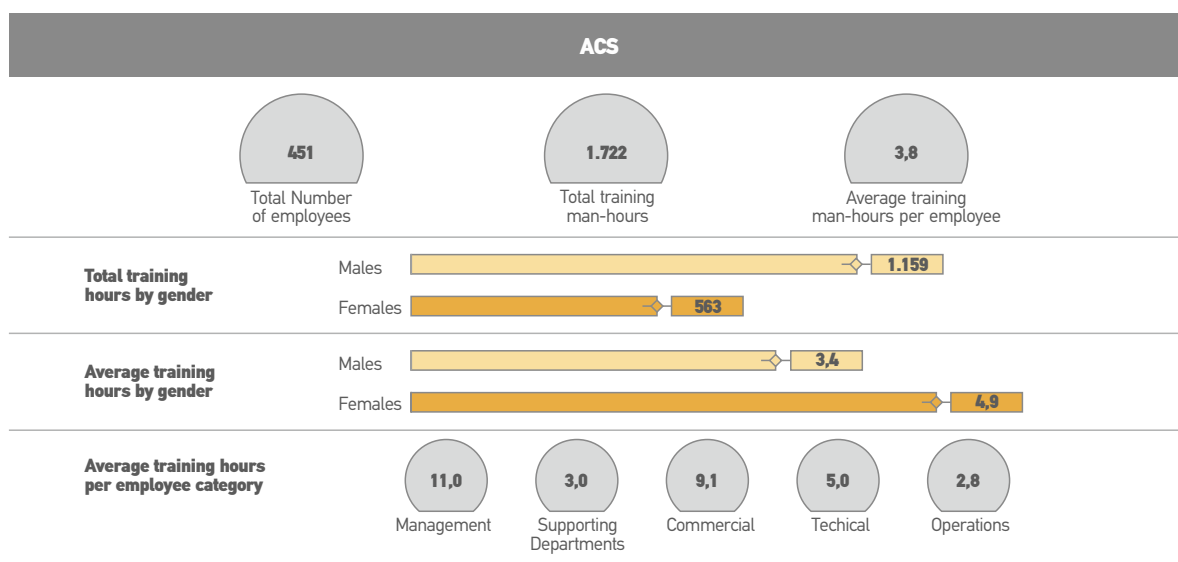 ACS
451
Total Number
of employees
1.722
Total training
man-hours
3,8
Average training
man-hours per employee
Total training
hours by gender
Males
1.159
Females
563
Average training
hours by gender
Males
3,4
Females
4,9
Average training hours
per employee category
11,0
Management
3,0
Supporting
Departments
9,1
Commercial
5,0
Techical
2,8
Operations